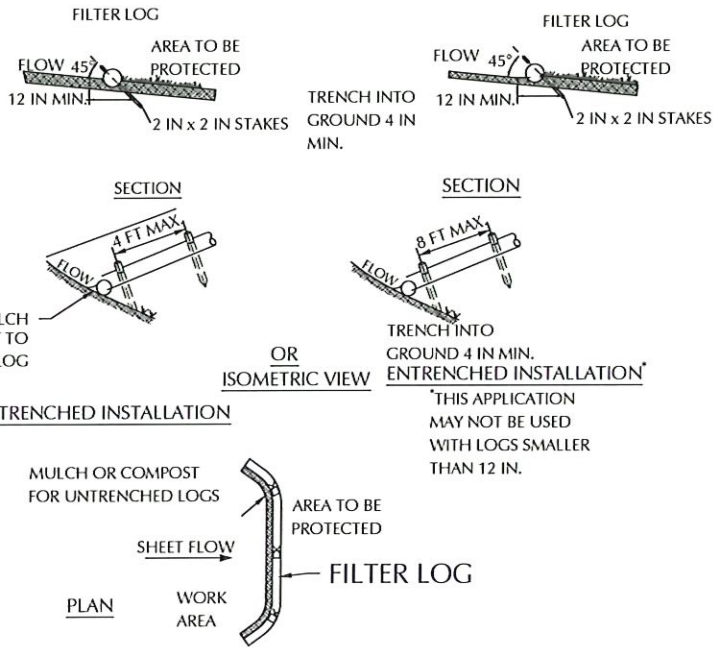 FILTER LOG
FLOW 45°
AREA TO BE
PROTECTED
12 IN MIN.
2 IN x 2 IN STAKES
TRENCH INTO
GROUND 4 IN
MIN.
FILTER LOG
FLOW 45°
AREA TO BE
PROTECTED
12 IN MIN.
2 IN x 2 IN STAKES
SECTION
4 FT MAX.
FLOW
LCH
TO
LOG
SECTION
8 FT MAX.
FLOW
TRENCH INTO
GROUND 4 IN MIN.
OR
ISOMETRIC VIEW
ENTRENCHED INSTALLATION*
*THIS APPLICATION
MAY NOT BE USED
WITH LOGS SMALLER
THAN 12 IN.
TRENCHED INSTALLATION
MULCH OR COMPOST
FOR UNTRENCHED LOGS
AREA TO BE
PROTECTED
SHEET FLOW
FILTER LOG
PLAN
WORK
AREA